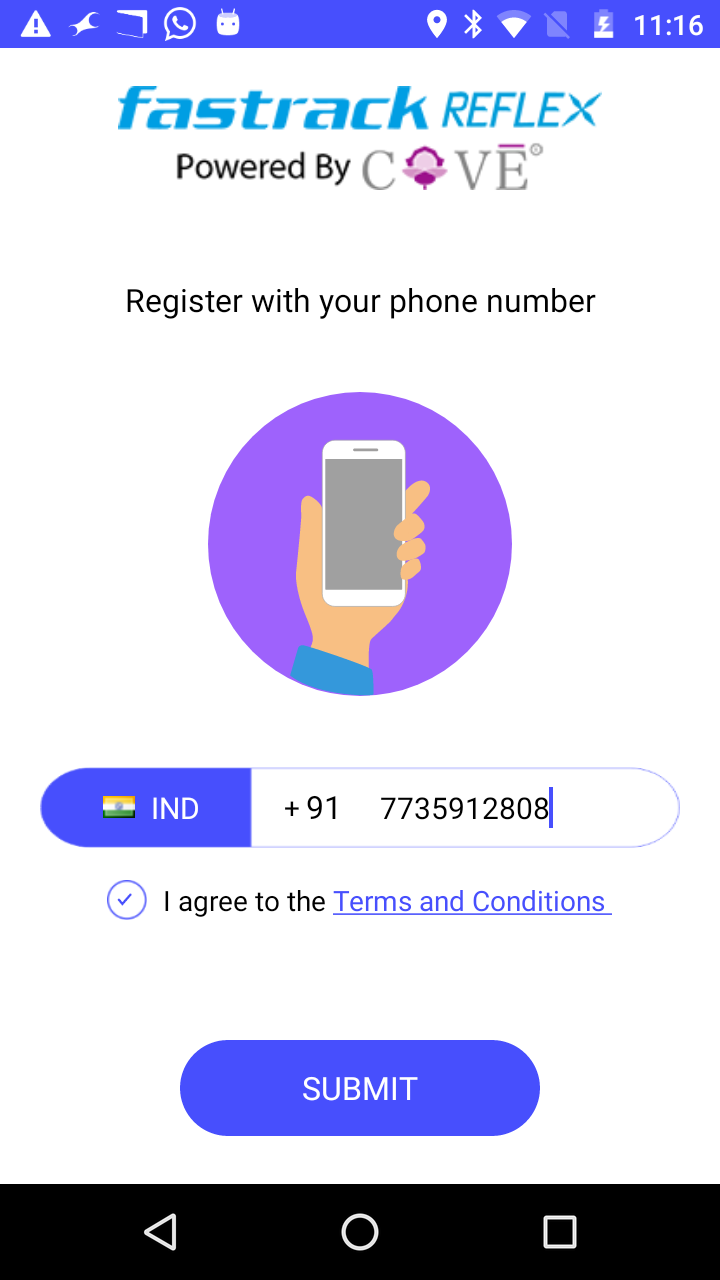 11:16
fastrack REFLEX
Powered By COVE®
Register with your phone number
IND + 91 7735912808
I agree to the Terms and Conditions
SUBMIT